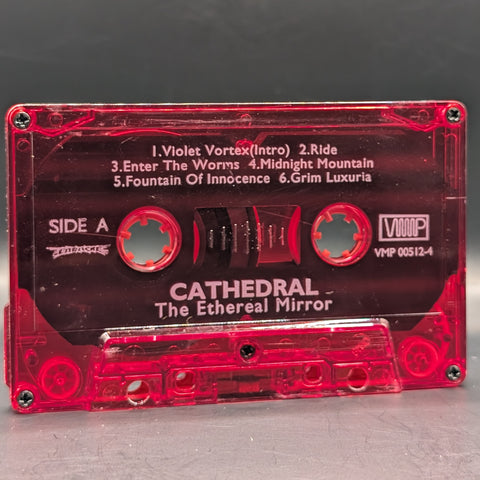 1.Violet Vortex(Intro) 2.Ride
3.Enter The Worms 4.Midnight Mountain
5.Fountain Of Innocence 6.Grim Luxuria
SIDE A
VMP
VMP 00512-4
CATHEDRAL
The Ethereal Mirror